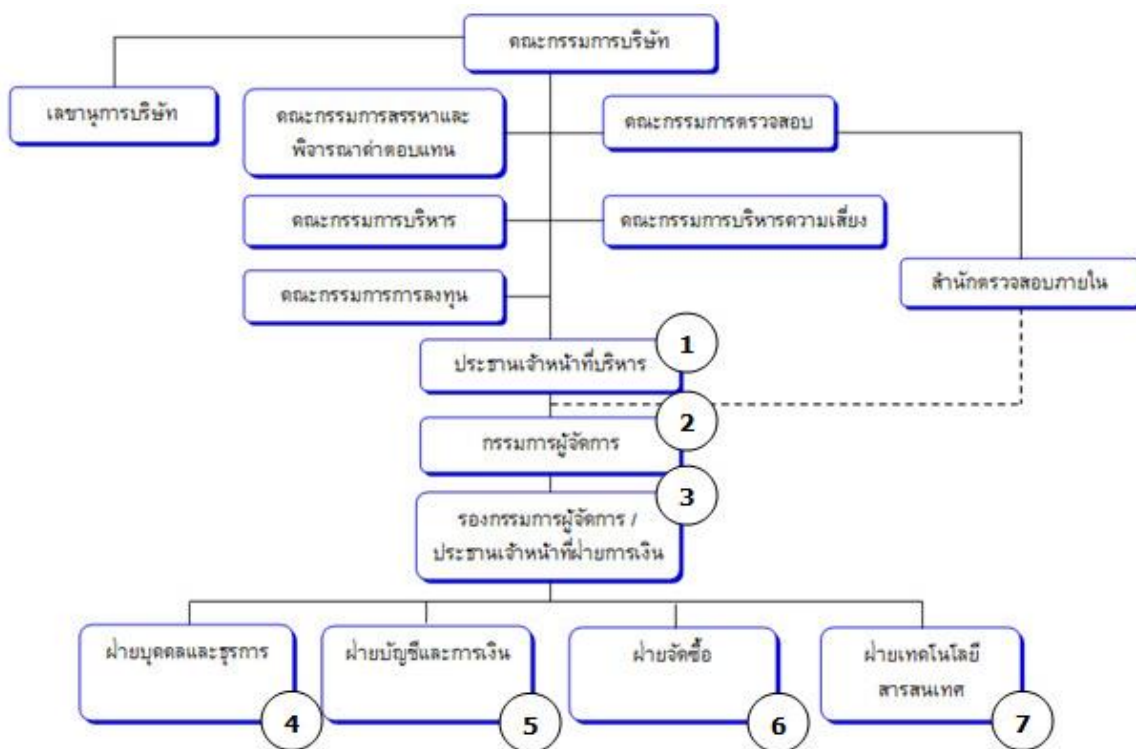 คณะกรรมการบริษัท
เลขานุการบริษัท
คณะกรรมการสรรหาและ
พิจารณาค่าตอบแทน
คณะกรรมการตรวจสอบ
คณะกรรมการบริหาร
คณะกรรมการบริหารความเสี่ยง
คณะกรรมการการลงทุน
สำนักตรวจสอบภายใน
ประธานเจ้าหน้าที่บริหาร
1
กรรมการผู้จัดการ
2
รองกรรมการผู้จัดการ /
ประธานเจ้าหน้าที่ฝ่ายการเงิน
3
ฝ่ายบุคคลและธุรการ
4
ฝ่ายบัญชีและการเงิน
5
ฝ่ายจัดซื้อ
6
ฝ่ายเทคโนโลยี
สารสนเทศ
7